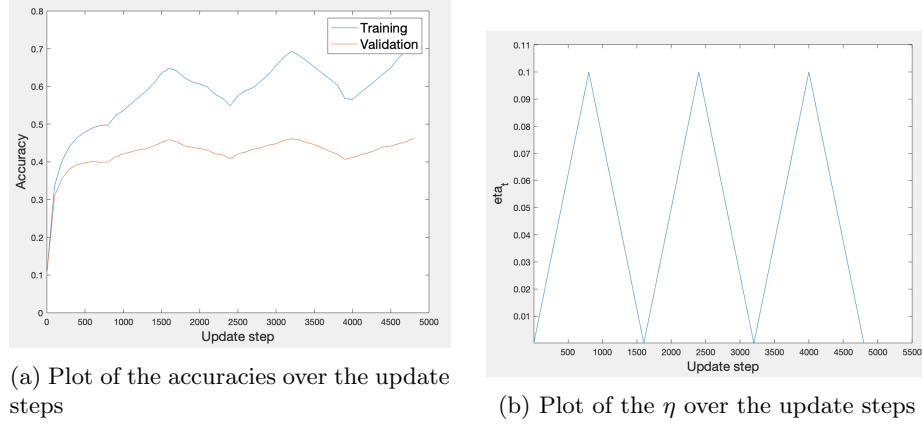 0.8
0.7
0.6
0.5
0.4
0.3
0.2
0.1
0
Accuracy
Training
Validation
0 500 1000 1500 2000 2500 3000 3500 4000 4500 5000
Update step
(a) Plot of the accuracies over the update
steps
0.11
0.1
0.09
0.08
0.07
0.06
0.05
0.04
0.03
0.02
0.01
eta_t
500 1000 1500 2000 2500 3000 3500 4000 4500 5000 5500
Update step
(b) Plot of the η over the update steps